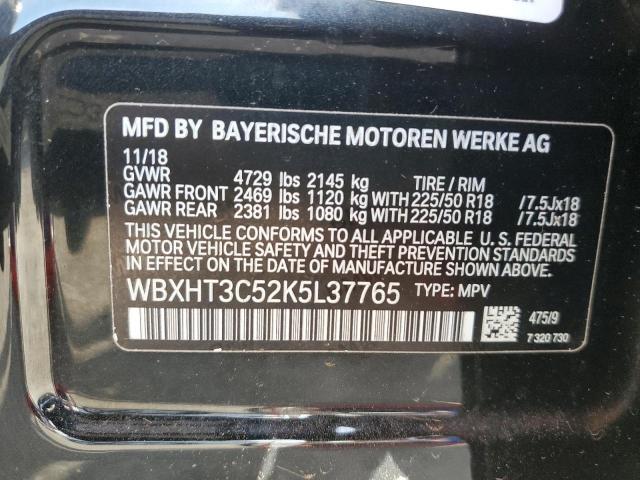 MFD BY BAYERISCHE MOTOREN WERKE AG
11/18
GVWR 4729 lbs 2145 kg TIRE / RIM
GAWR FRONT 2469 lbs 1120 kg WITH 225/50 R18 /7.5Jx18
GAWR REAR 2381 lbs 1080 kg WITH 225/50 R18 /7.5Jx18
THIS VEHICLE CONFORMS TO ALL APPLICABLE U. S. FEDERAL
MOTOR VEHICLE SAFETY AND THEFT PREVENTION
STANDARDS IN EFFECT ON THE DATE OF MANUFACTURE SHOWN ABOVE.
WBXHT3C52K5L37765 TYPE: MPV
475/9
7 320 730